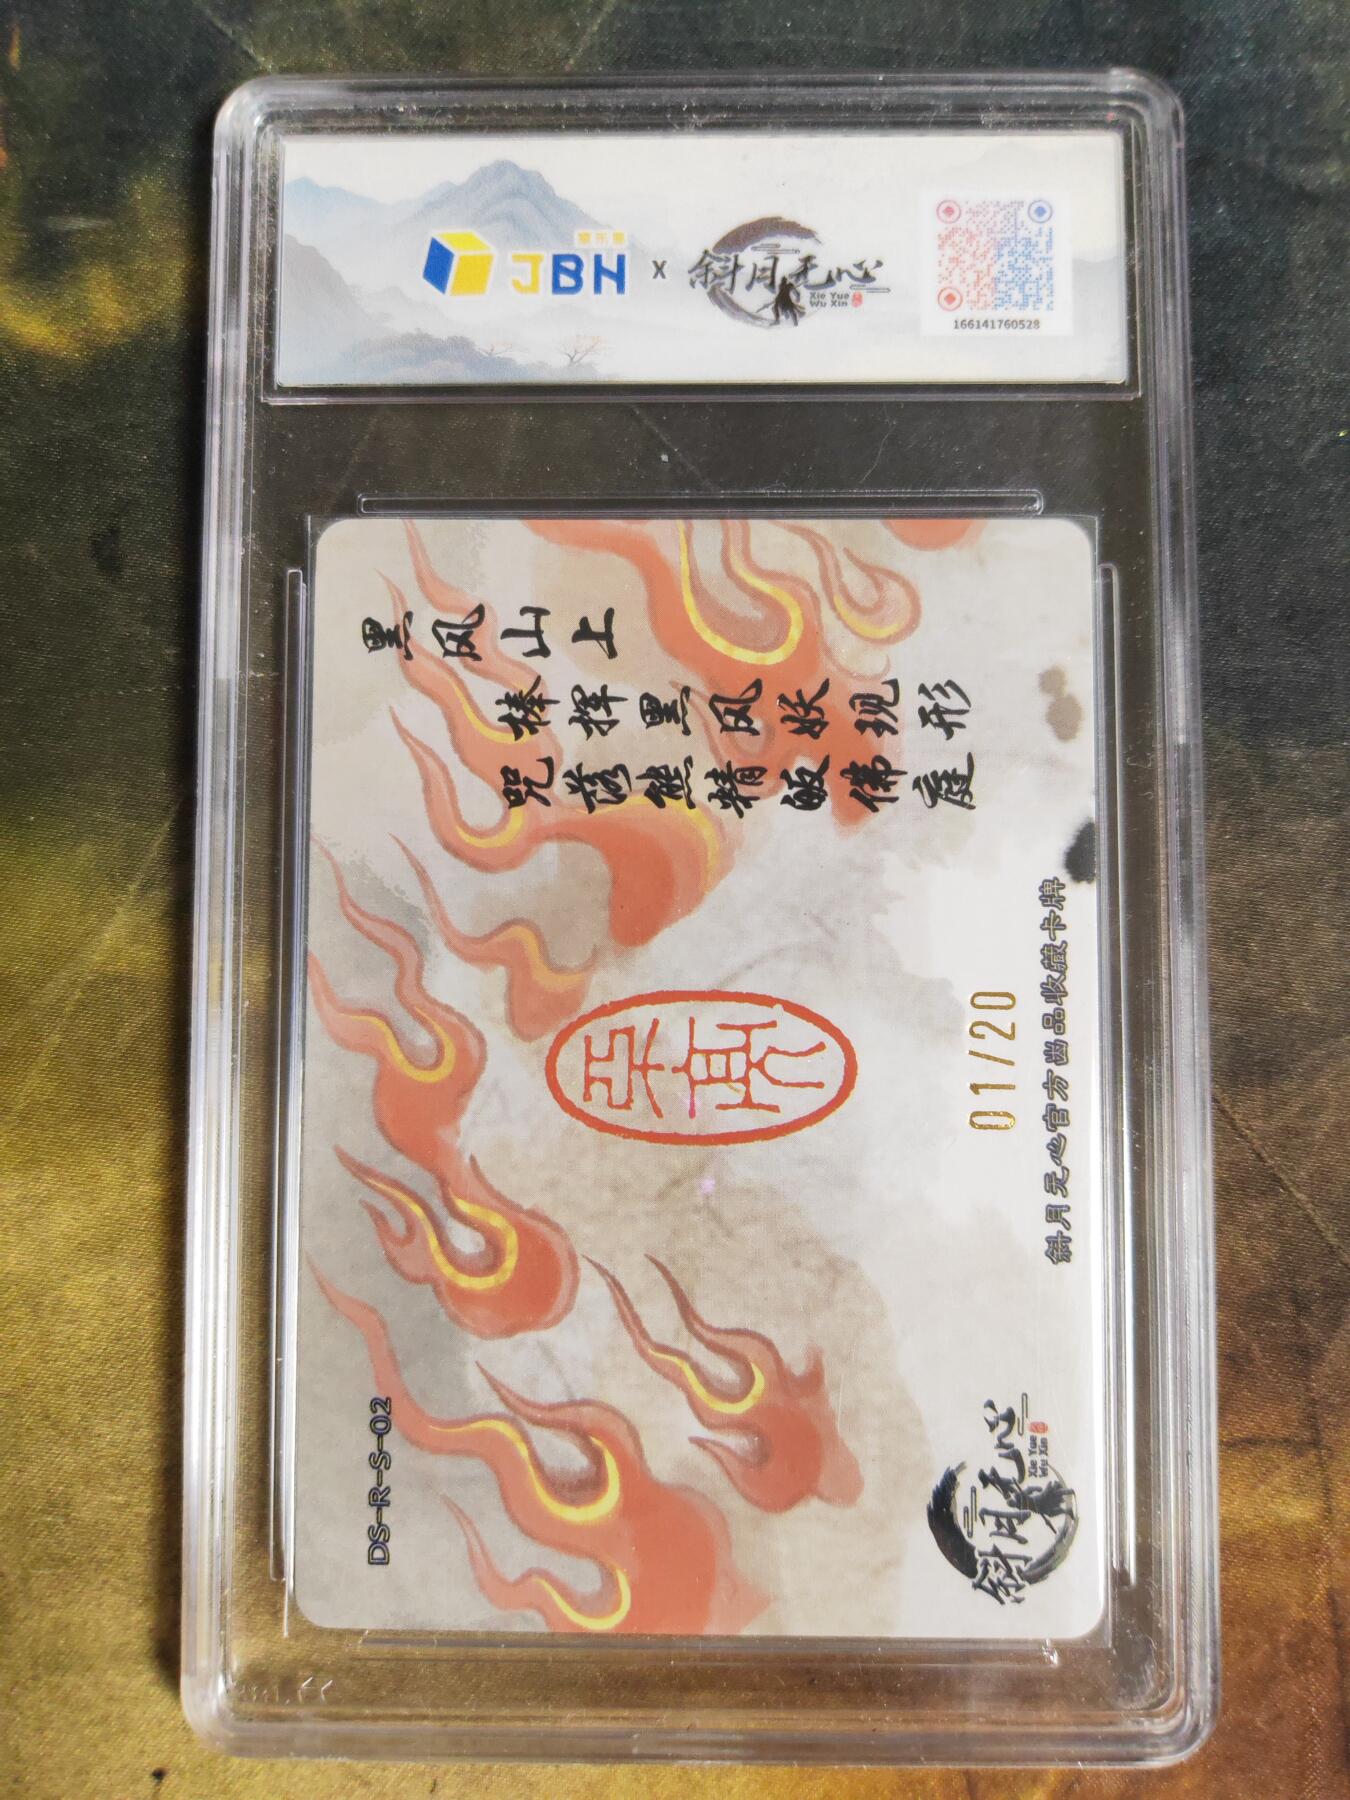 JBH x 斜月无心
Xie Yue
Wu Xin
166141760528
黑风山上
棒挥黑风妖现形
咒落熊精皈佛庭
01/20
斜月无心官方出品收藏卡牌
DS-R-S-02
斜月无心
Xie Yue
Wu Xin